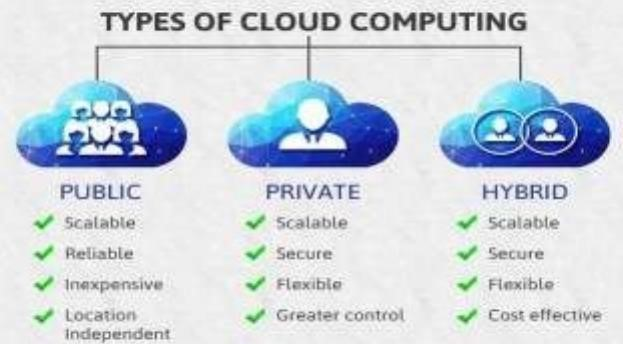 TYPES OF CLOUD COMPUTING
PUBLIC
Scalable
Reliable
Inexpensive
Location
Independent
PRIVATE
Scalable
Secure
Flexible
Greater control
HYBRID
Scalable
Secure
Flexible
Cost effective